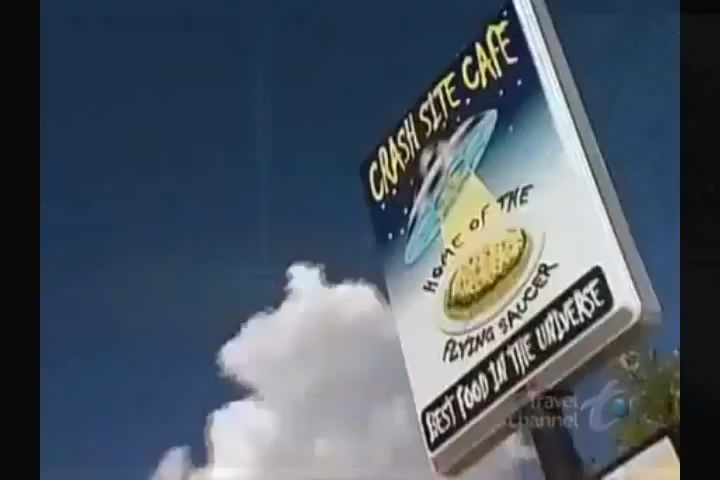 CRASH SITE CAFE
HOME OF THE
FLYING SAUCER
BEST FOOD IN THE UNIVERSE
Travel
Channel